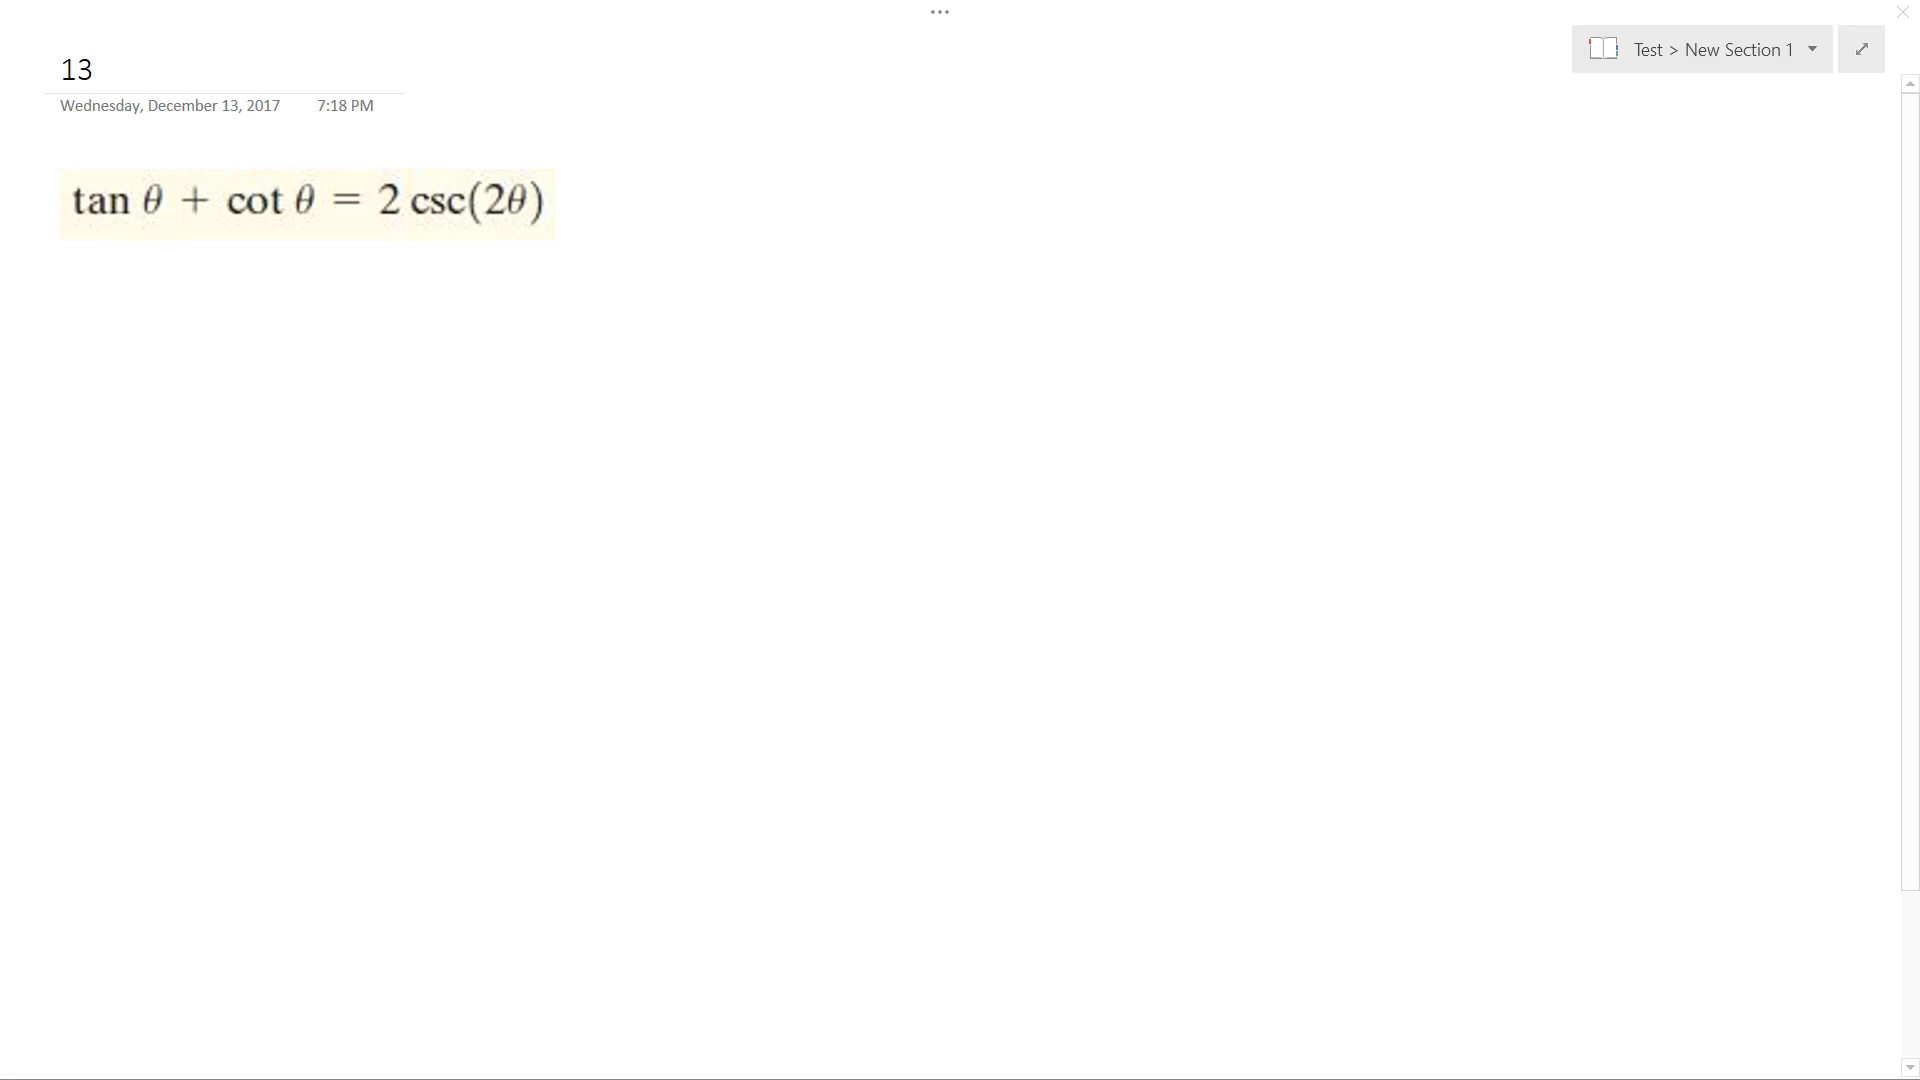 ...
Test > New Section 1
13
Wednesday, December 13, 2017 7:18 PM
tan θ + cot θ = 2 csc(2θ)